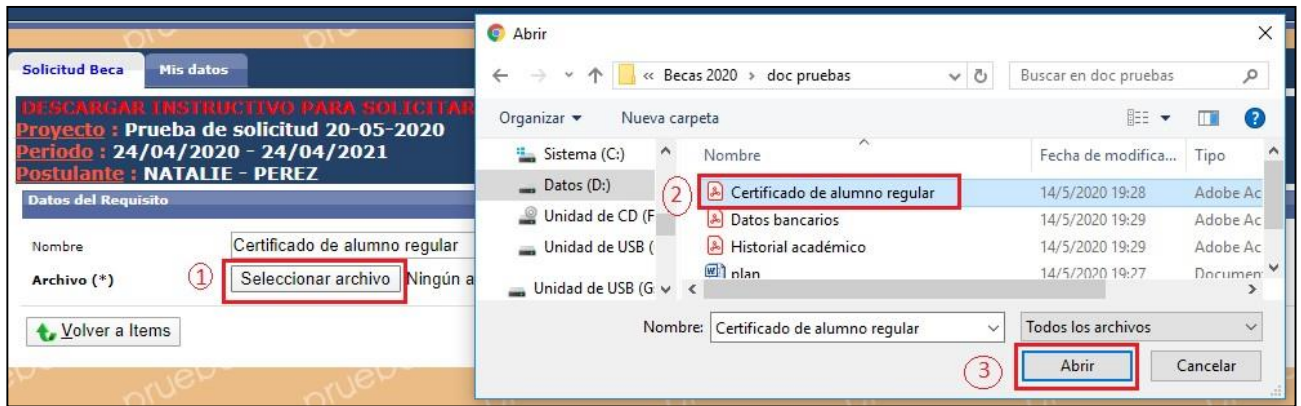 Solicitud Beca
Mis datos
DESCARGAR INSTRUCTIVO PARA SOLICITAR
Proyecto : Prueba de solicitud 20-05-2020
Periodo : 24/04/2020 - 24/04/2021
Postulante : NATALIE - PEREZ
Datos del Requisito
Nombre Certificado de alumno regular
Archivo (*) 1 Seleccionar archivo Ningún a
Volver a Items
Abrir
« Becas 2020 › doc pruebas
Buscar en doc pruebas
Organizar Nueva carpeta
Sistema (C:)
Datos (D:)
Unidad de CD (F
Unidad de USB (
Unidad de USB (G
Nombre Fecha de modifica... Tipo
2 Certificado de alumno regular 14/5/2020 19:28 Adobe Ac
Datos bancarios 14/5/2020 19:29 Adobe Ac
Historial académico 14/5/2020 19:29 Adobe Ac
plan 14/5/2020 19:27 Documen
Nombre: Certificado de alumno regular Todos los archivos
3 Abrir Cancelar